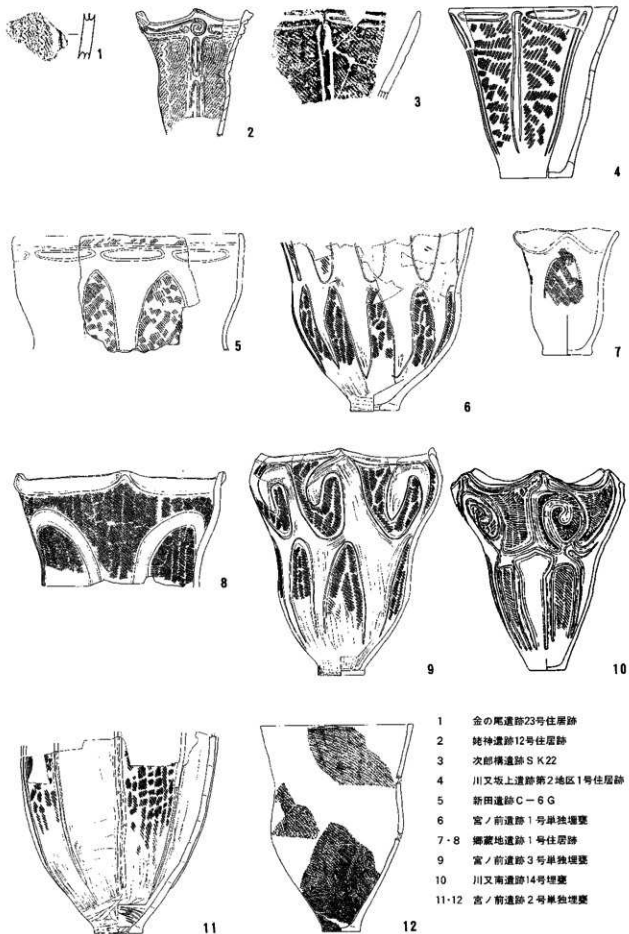 1
2
3
4
5
6
7
8
9
10
11
12
1 金の尾遺跡23号住居跡
2 姥神遺跡12号住居跡
3 次郎構遺跡SK22
4 川又坂上遺跡第2地区1号住居跡
5 新田遺跡C-6G
6 宮ノ前遺跡1号単独埋甕
7・8 郷蔵地遺跡1号住居跡
9 宮ノ前遺跡3号単独埋甕
10 川又南遺跡14号埋甕
11・12 宮ノ前遺跡2号単独埋甕